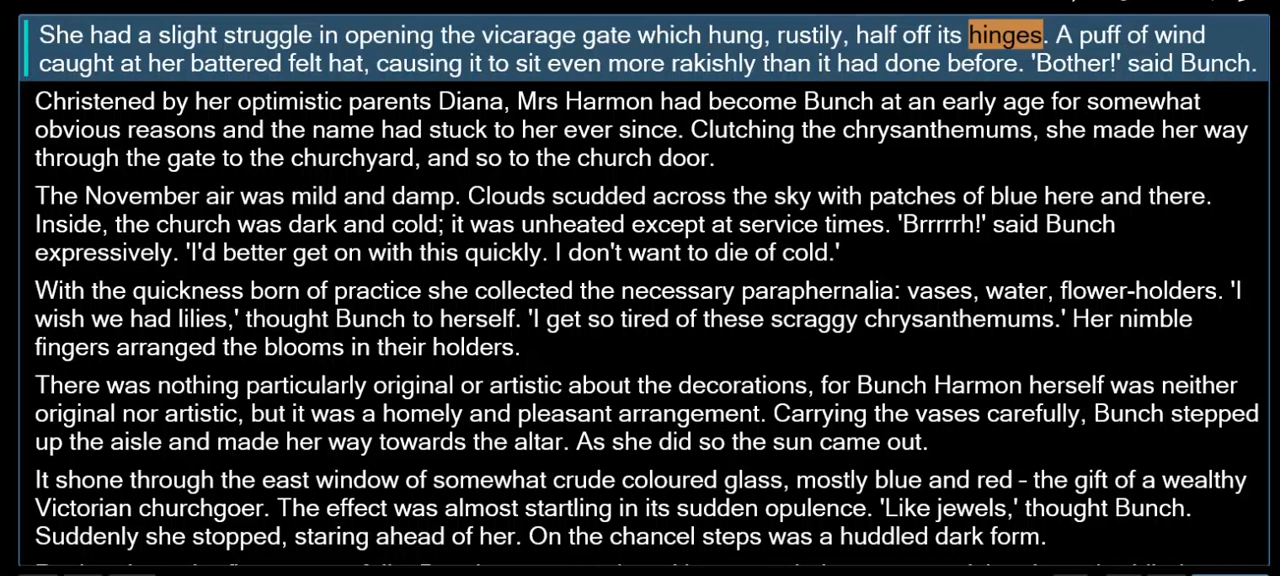 She had a slight struggle in opening the vicarage gate which hung, rustily, half off its hinges. A puff of wind
caught at her battered felt hat, causing it to sit even more rakishly than it had done before. 'Bother!' said Bunch.
Christened by her optimistic parents Diana, Mrs Harmon had become Bunch at an early age for somewhat
obvious reasons and the name had stuck to her ever since. Clutching the chrysanthemums, she made her way
through the gate to the churchyard, and so to the church door.
The November air was mild and damp. Clouds scudded across the sky with patches of blue here and there.
Inside, the church was dark and cold; it was unheated except at service times. 'Brrrrrh!' said Bunch
expressively. 'I'd better get on with this quickly. I don't want to die of cold.'
With the quickness born of practice she collected the necessary paraphernalia: vases, water, flower-holders. 'I
wish we had lilies,' thought Bunch to herself. 'I get so tired of these scraggy chrysanthemums.' Her nimble
fingers arranged the blooms in their holders.
There was nothing particularly original or artistic about the decorations, for Bunch Harmon herself was neither
original nor artistic, but it was a homely and pleasant arrangement. Carrying the vases carefully, Bunch stepped
up the aisle and made her way towards the altar. As she did so the sun came out.
It shone through the east window of somewhat crude coloured glass, mostly blue and red - the gift of a wealthy
Victorian churchgoer. The effect was almost startling in its sudden opulence. 'Like jewels,' thought Bunch.
Suddenly she stopped, staring ahead of her. On the chancel steps was a huddled dark form.